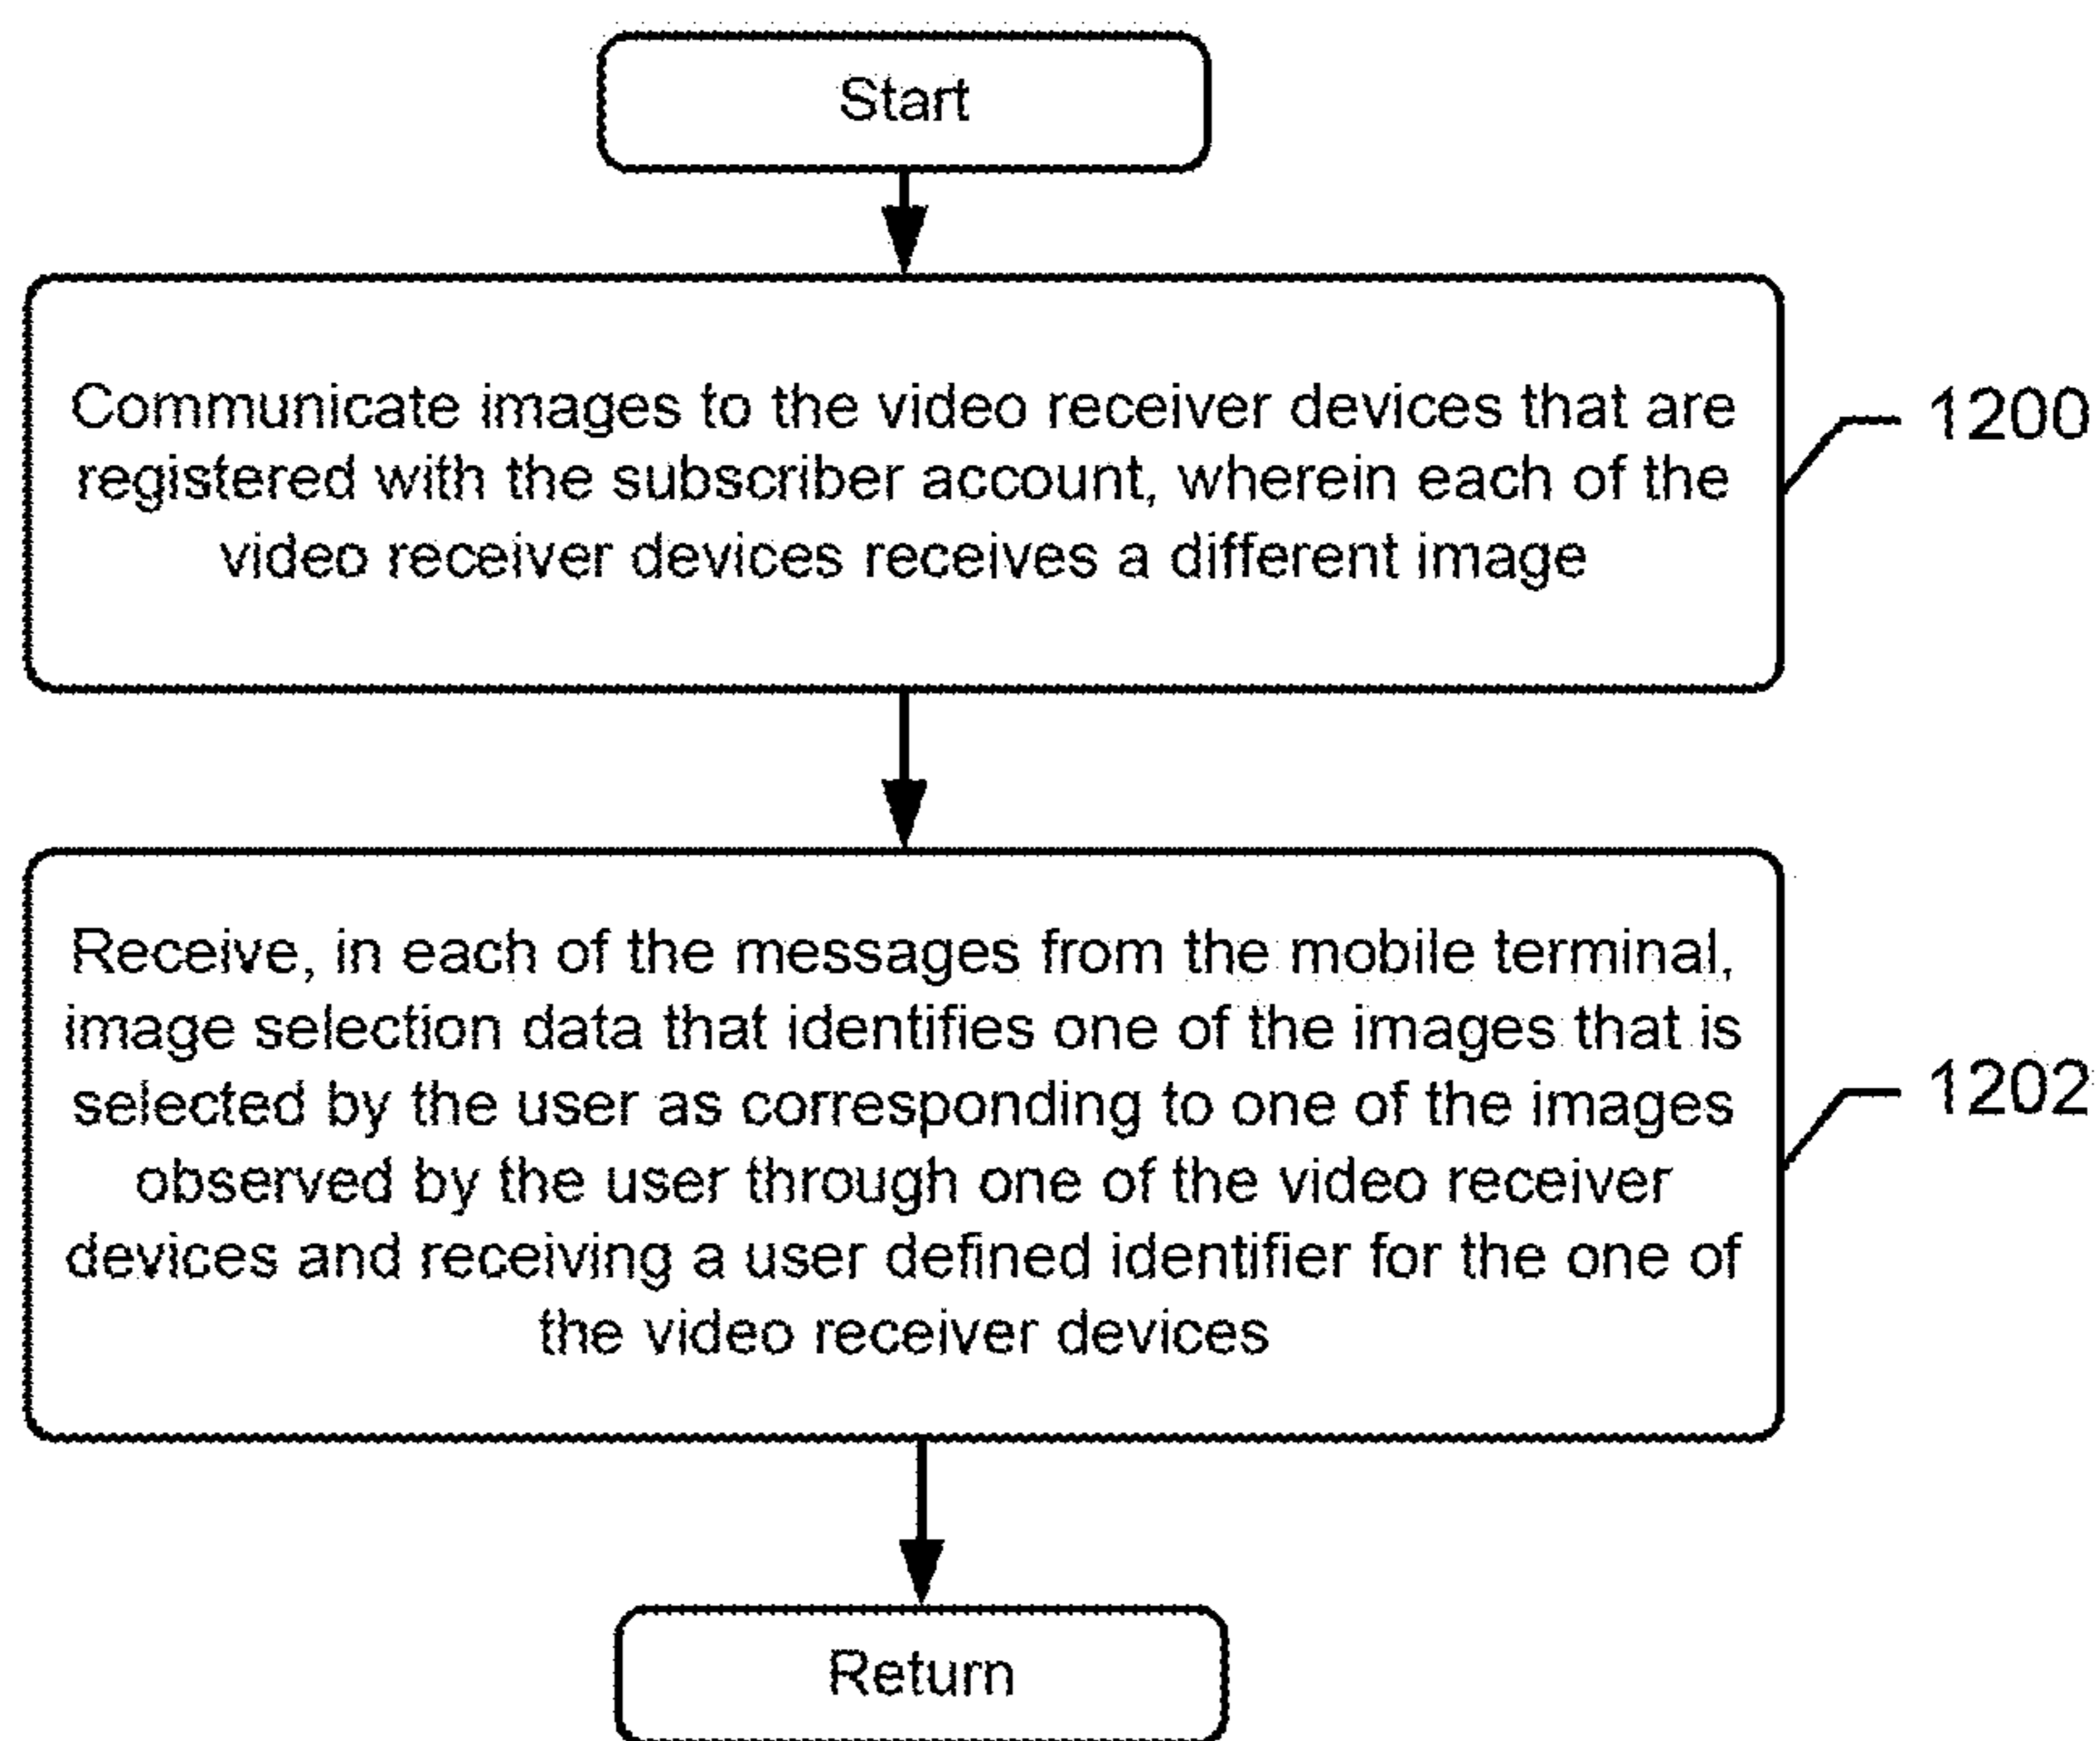 Start
Communicate images to the video receiver devices that are
registered with the subscriber account, wherein each of the
video receiver devices receives a different image
1200
Receive, in each of the messages from the mobile terminal,
image selection data that identifies one of the images that is
selected by the user as corresponding to one of the images
observed by the user through one of the video receiver
devices and receiving a user defined identifier for the one of
the video receiver devices
1202
Return